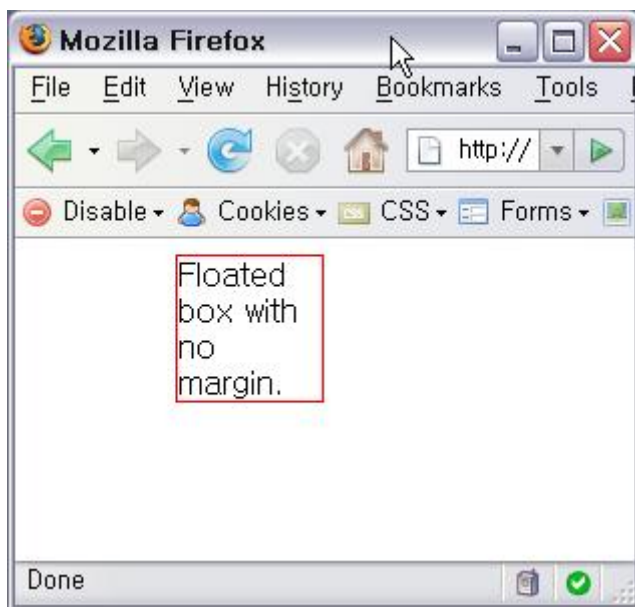 Mozilla Firefox
File Edit View History Bookmarks Tools
http://
Disable Cookies CSS Forms
Floated
box with
no
margin.
Done